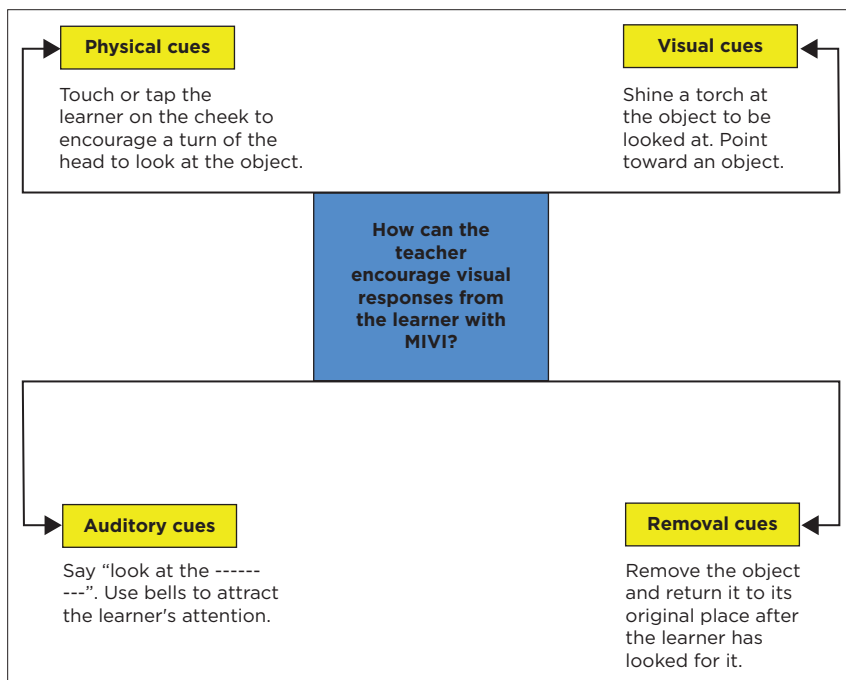 Physical cues
Touch or tap the
learner on the cheek to
encourage a turn of the
head to look at the object.
Visual cues
Shine a torch at
the object to be
looked at. Point
toward an object.
How can the
teacher
encourage visual
responses from
the learner with
MIVI?
Auditory cues
Say “look at the ------
---”. Use bells to attract
the learner's attention.
Removal cues
Remove the object
and return it to its
original place after
the learner has
looked for it.